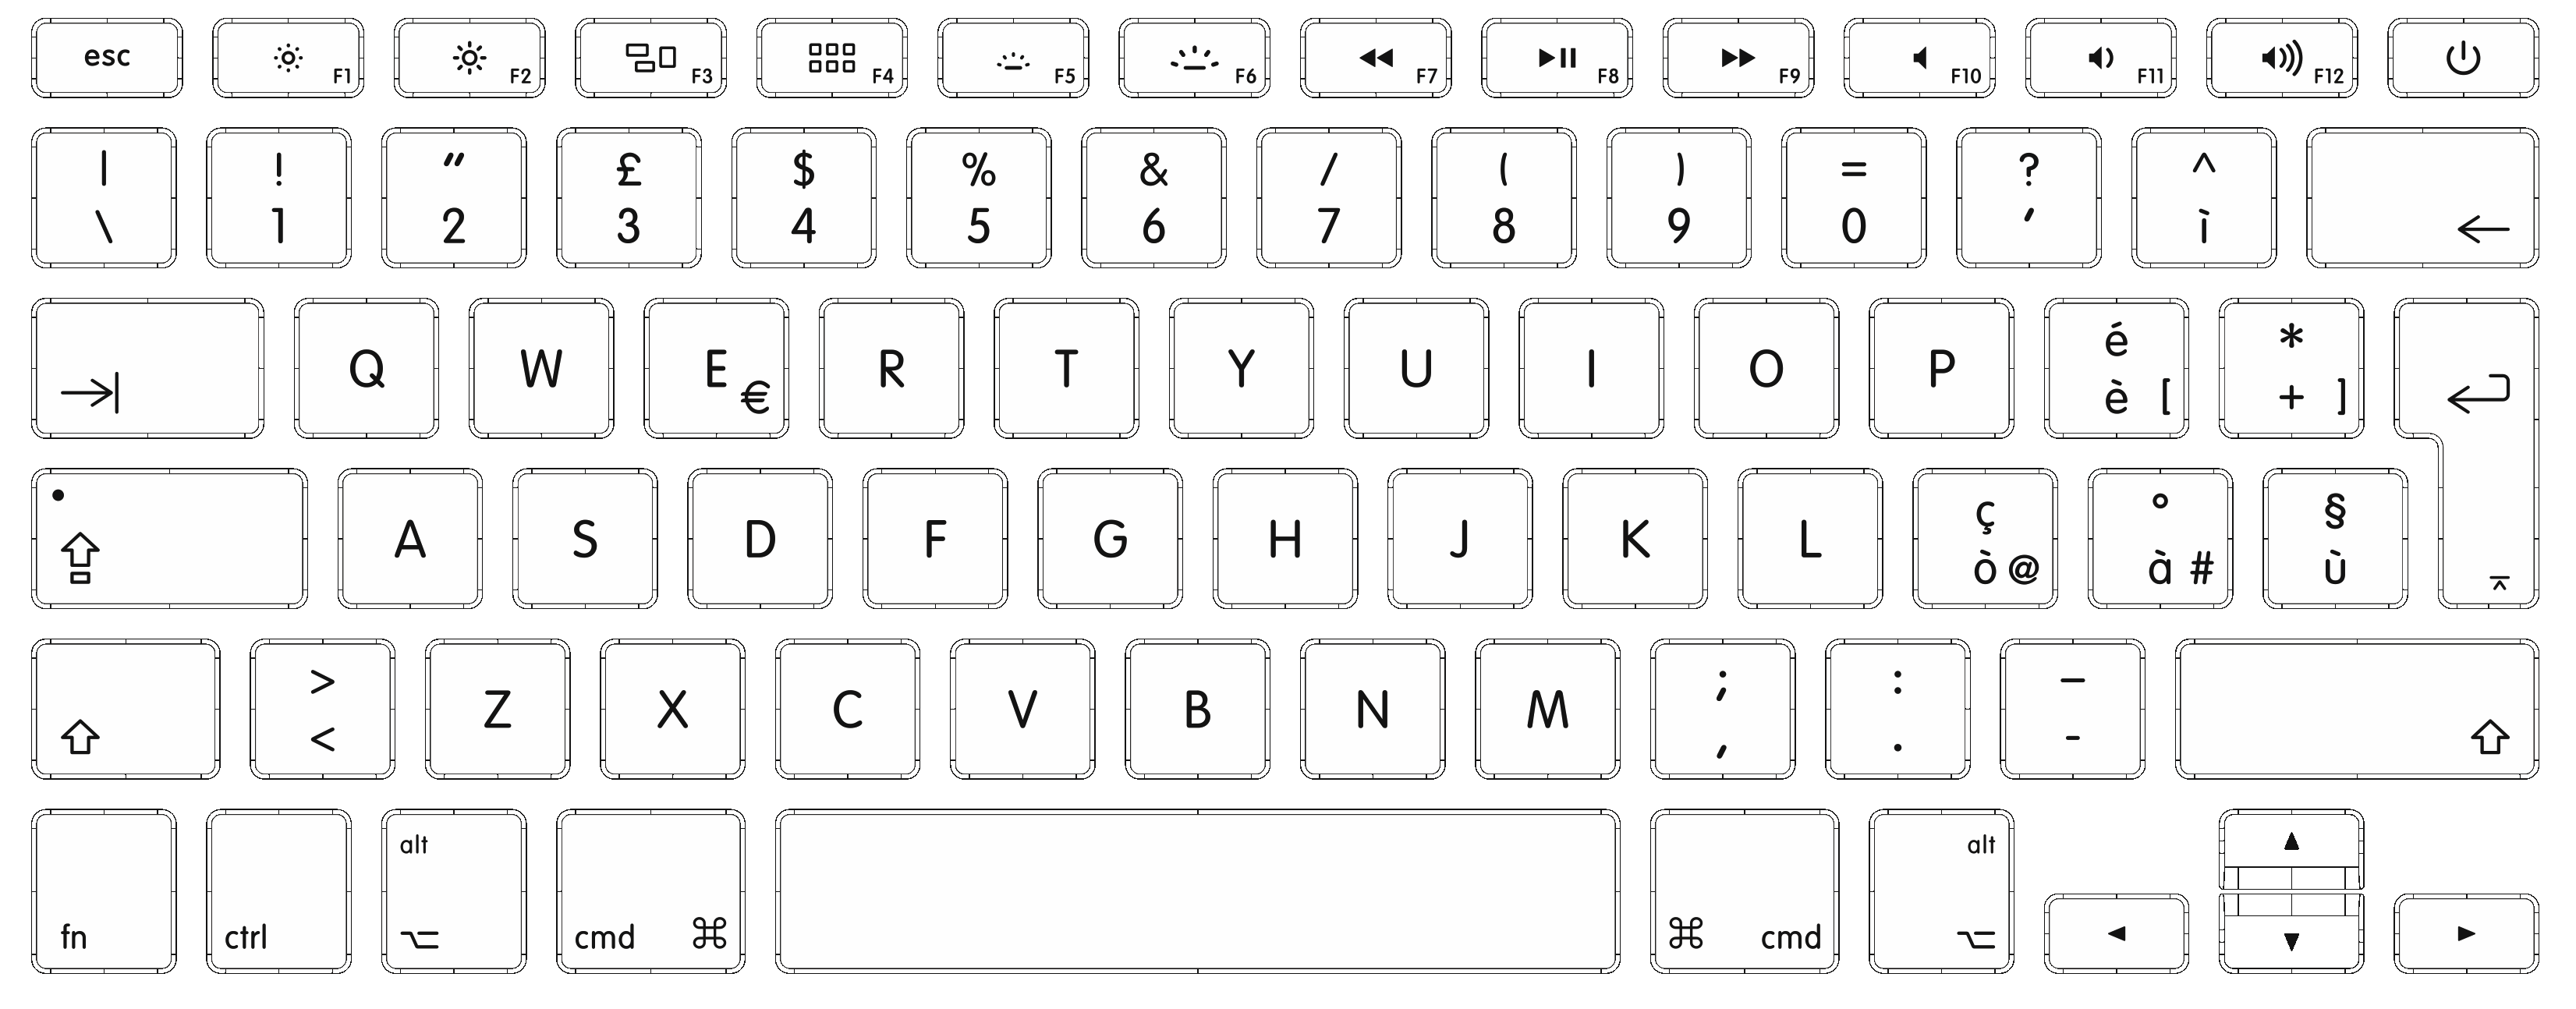 esc F1 F2 F3 F4 F5 F6 F7 F8 F9 F10 F11 F12
| ! " £ $ % & / ( ) = ? ^
\ 1 2 3 4 5 6 7 8 9 0 ' ì
Q W E € R T Y U I O P é *
è [ + ]
A S D F G H J K L ç ° §
ò @ à # ù
> Z X C V B N M ; : _
< , . -
alt alt
fn ctrl ⌥ cmd ⌘ ⌘ cmd ⌥